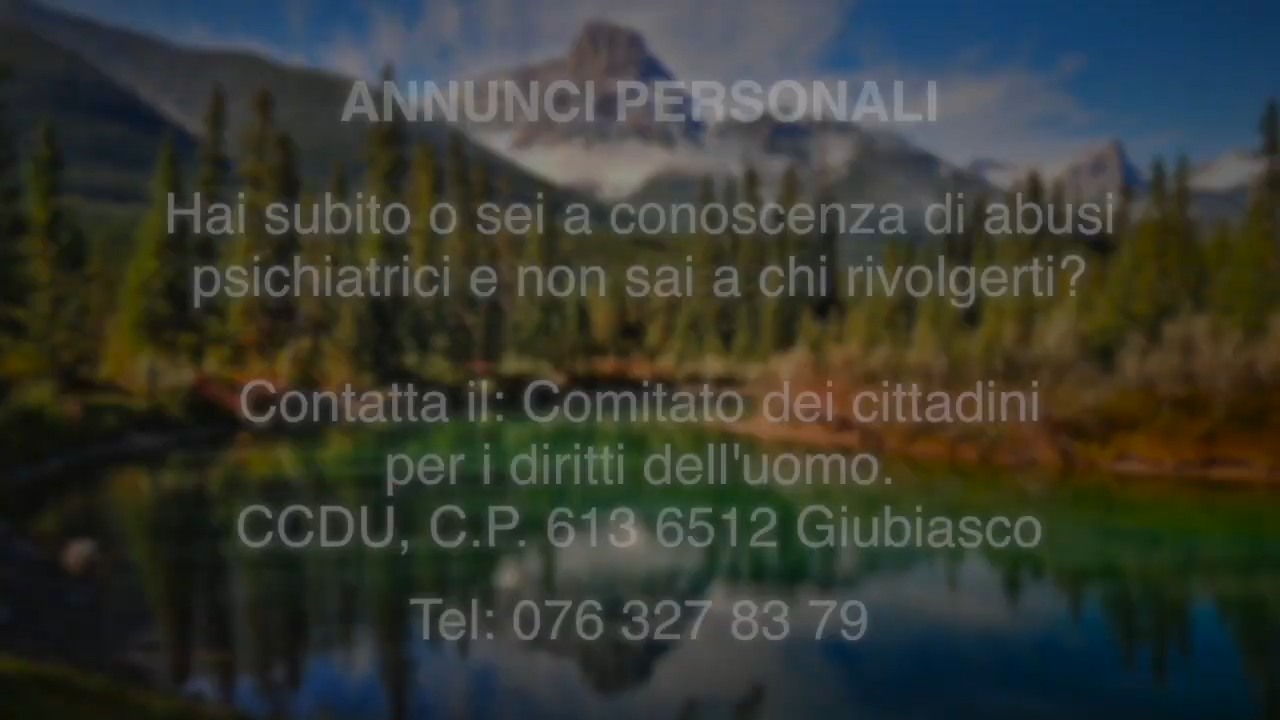 ANNUNCI PERSONALI
Hai subito o sei a conoscenza di abusi
psichiatrici e non sai a chi rivolgerti?
Contatta il: Comitato dei cittadini
per i diritti dell'uomo.
CCDU, C.P. 613 6512 Giubiasco
Tel: 076 327 83 79